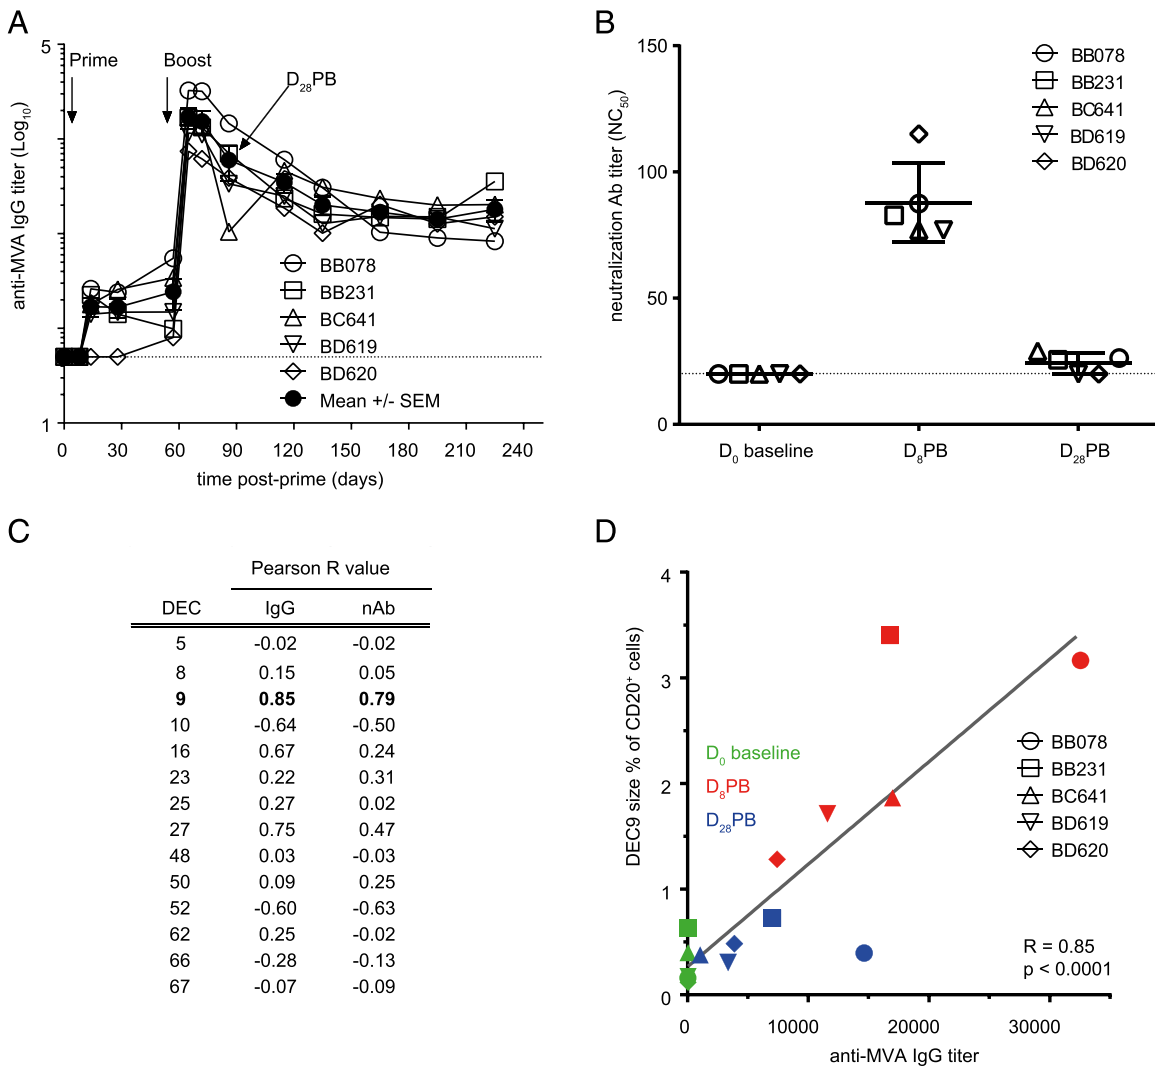 A
5
Prime
Boost
D28PB
anti-MVA IgG titer (Log10)
BB078
BB231
BC641
BD619
BD620
Mean +/- SEM
1
0 30 60 90 120 150 180 210 240
time post-prime (days)
B
150
100
50
0
neutralization Ab titer (NC50)
BB078
BB231
BC641
BD619
BD620
D0 baseline D8PB D28PB
C
Pearson R value
DEC IgG nAb
5 -0.02 -0.02
8 0.15 0.05
9 0.85 0.79
10 -0.64 -0.50
16 0.67 0.24
23 0.22 0.31
25 0.27 0.02
27 0.75 0.47
48 0.03 -0.03
50 0.09 0.25
52 -0.60 -0.63
62 0.25 -0.02
66 -0.28 -0.13
67 -0.07 -0.09
D
4
3
2
1
0
DEC9 size % of CD20+ cells)
D0 baseline
D8PB
D28PB
BB078
BB231
BC641
BD619
BD620
R = 0.85
p < 0.0001
0 10000 20000 30000
anti-MVA IgG titer